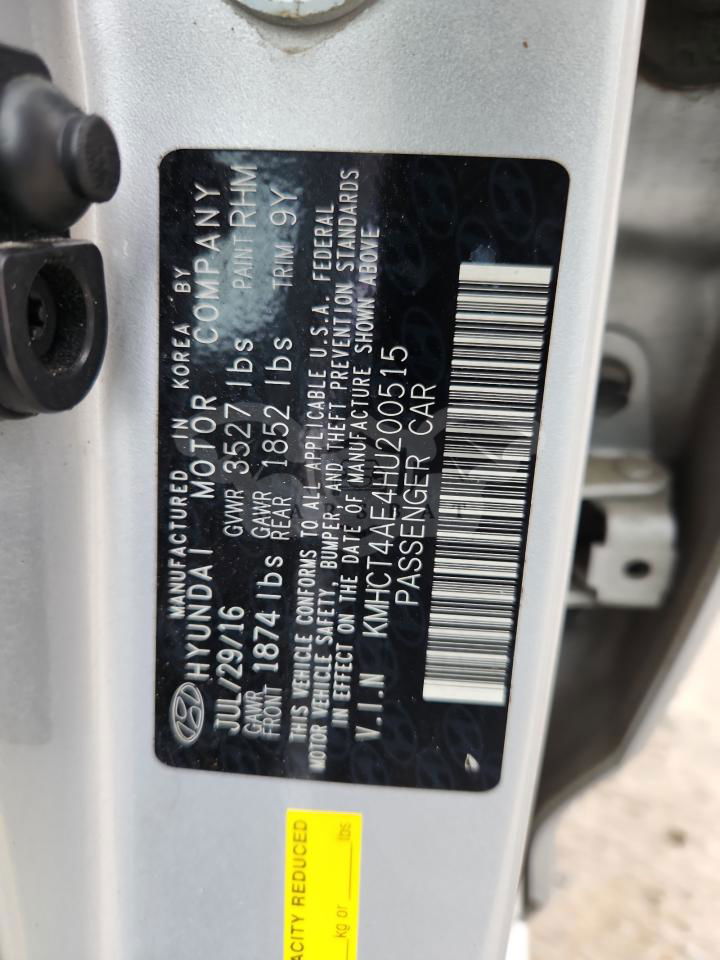 MANUFACTURED IN KOREA BY
HYUNDAI MOTOR COMPANY
JUL/29/16 GVWR 3527 lbs PAINT RHM
GAWR FRONT 1874 lbs GAWR REAR 1852 lbs TRIM 9Y
THIS VEHICLE CONFORMS TO ALL APPLICABLE U.S.A. FEDERAL
MOTOR VEHICLE SAFETY, BUMPER, AND THEFT PREVENTION STANDARDS
IN EFFECT ON THE DATE OF MANUFACTURE SHOWN ABOVE
V.I.N KMHCT4AE4HU200515
PASSENGER CAR
ACITY REDUCED
kg or lbs